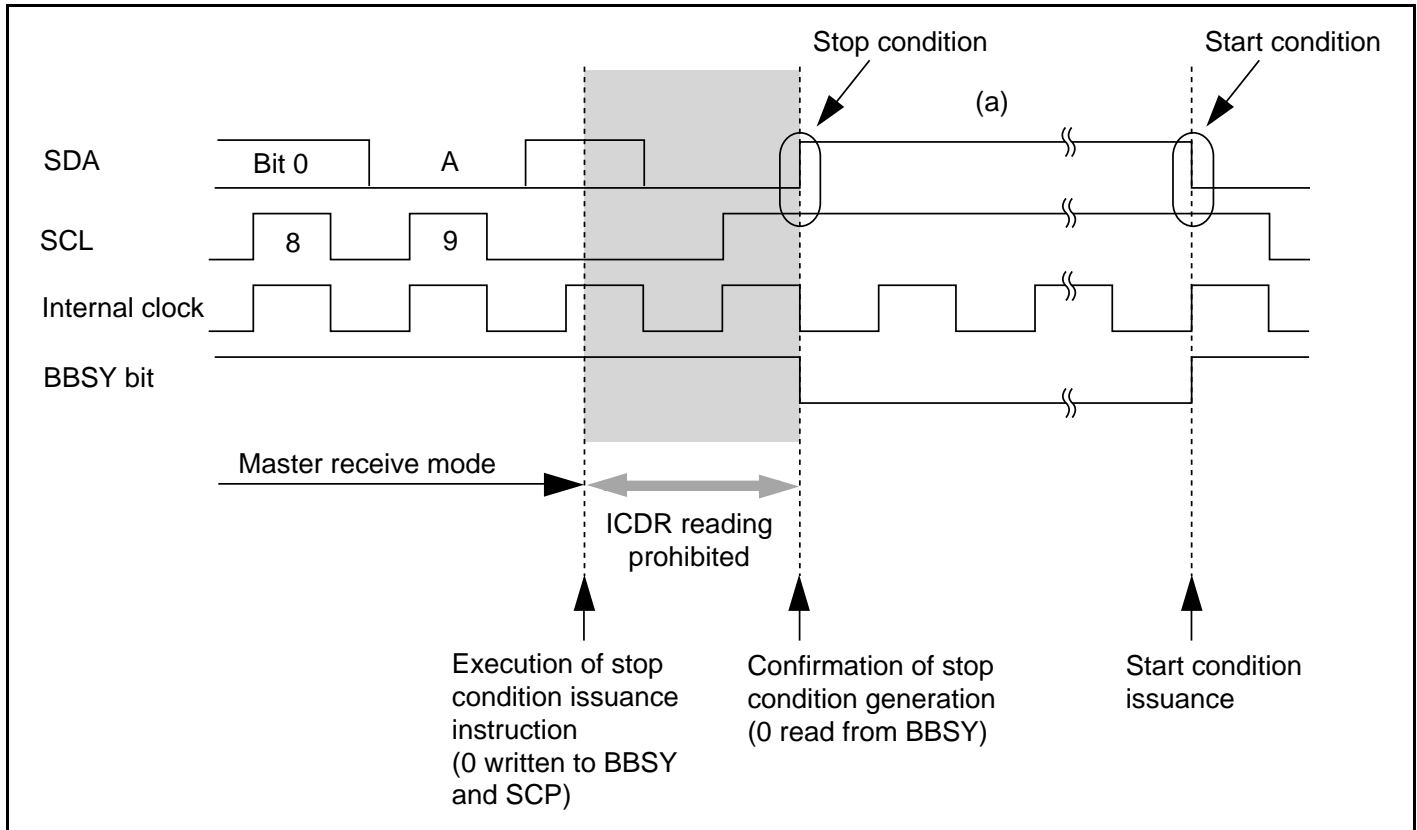 Stop condition
Start condition
(a)
SDA
Bit 0
A
SCL
8
9
Internal clock
BBSY bit
Master receive mode
ICDR reading
prohibited
Execution of stop
condition issuance
instruction
(0 written to BBSY
and SCP)
Confirmation of stop
condition generation
(0 read from BBSY)
Start condition
issuance